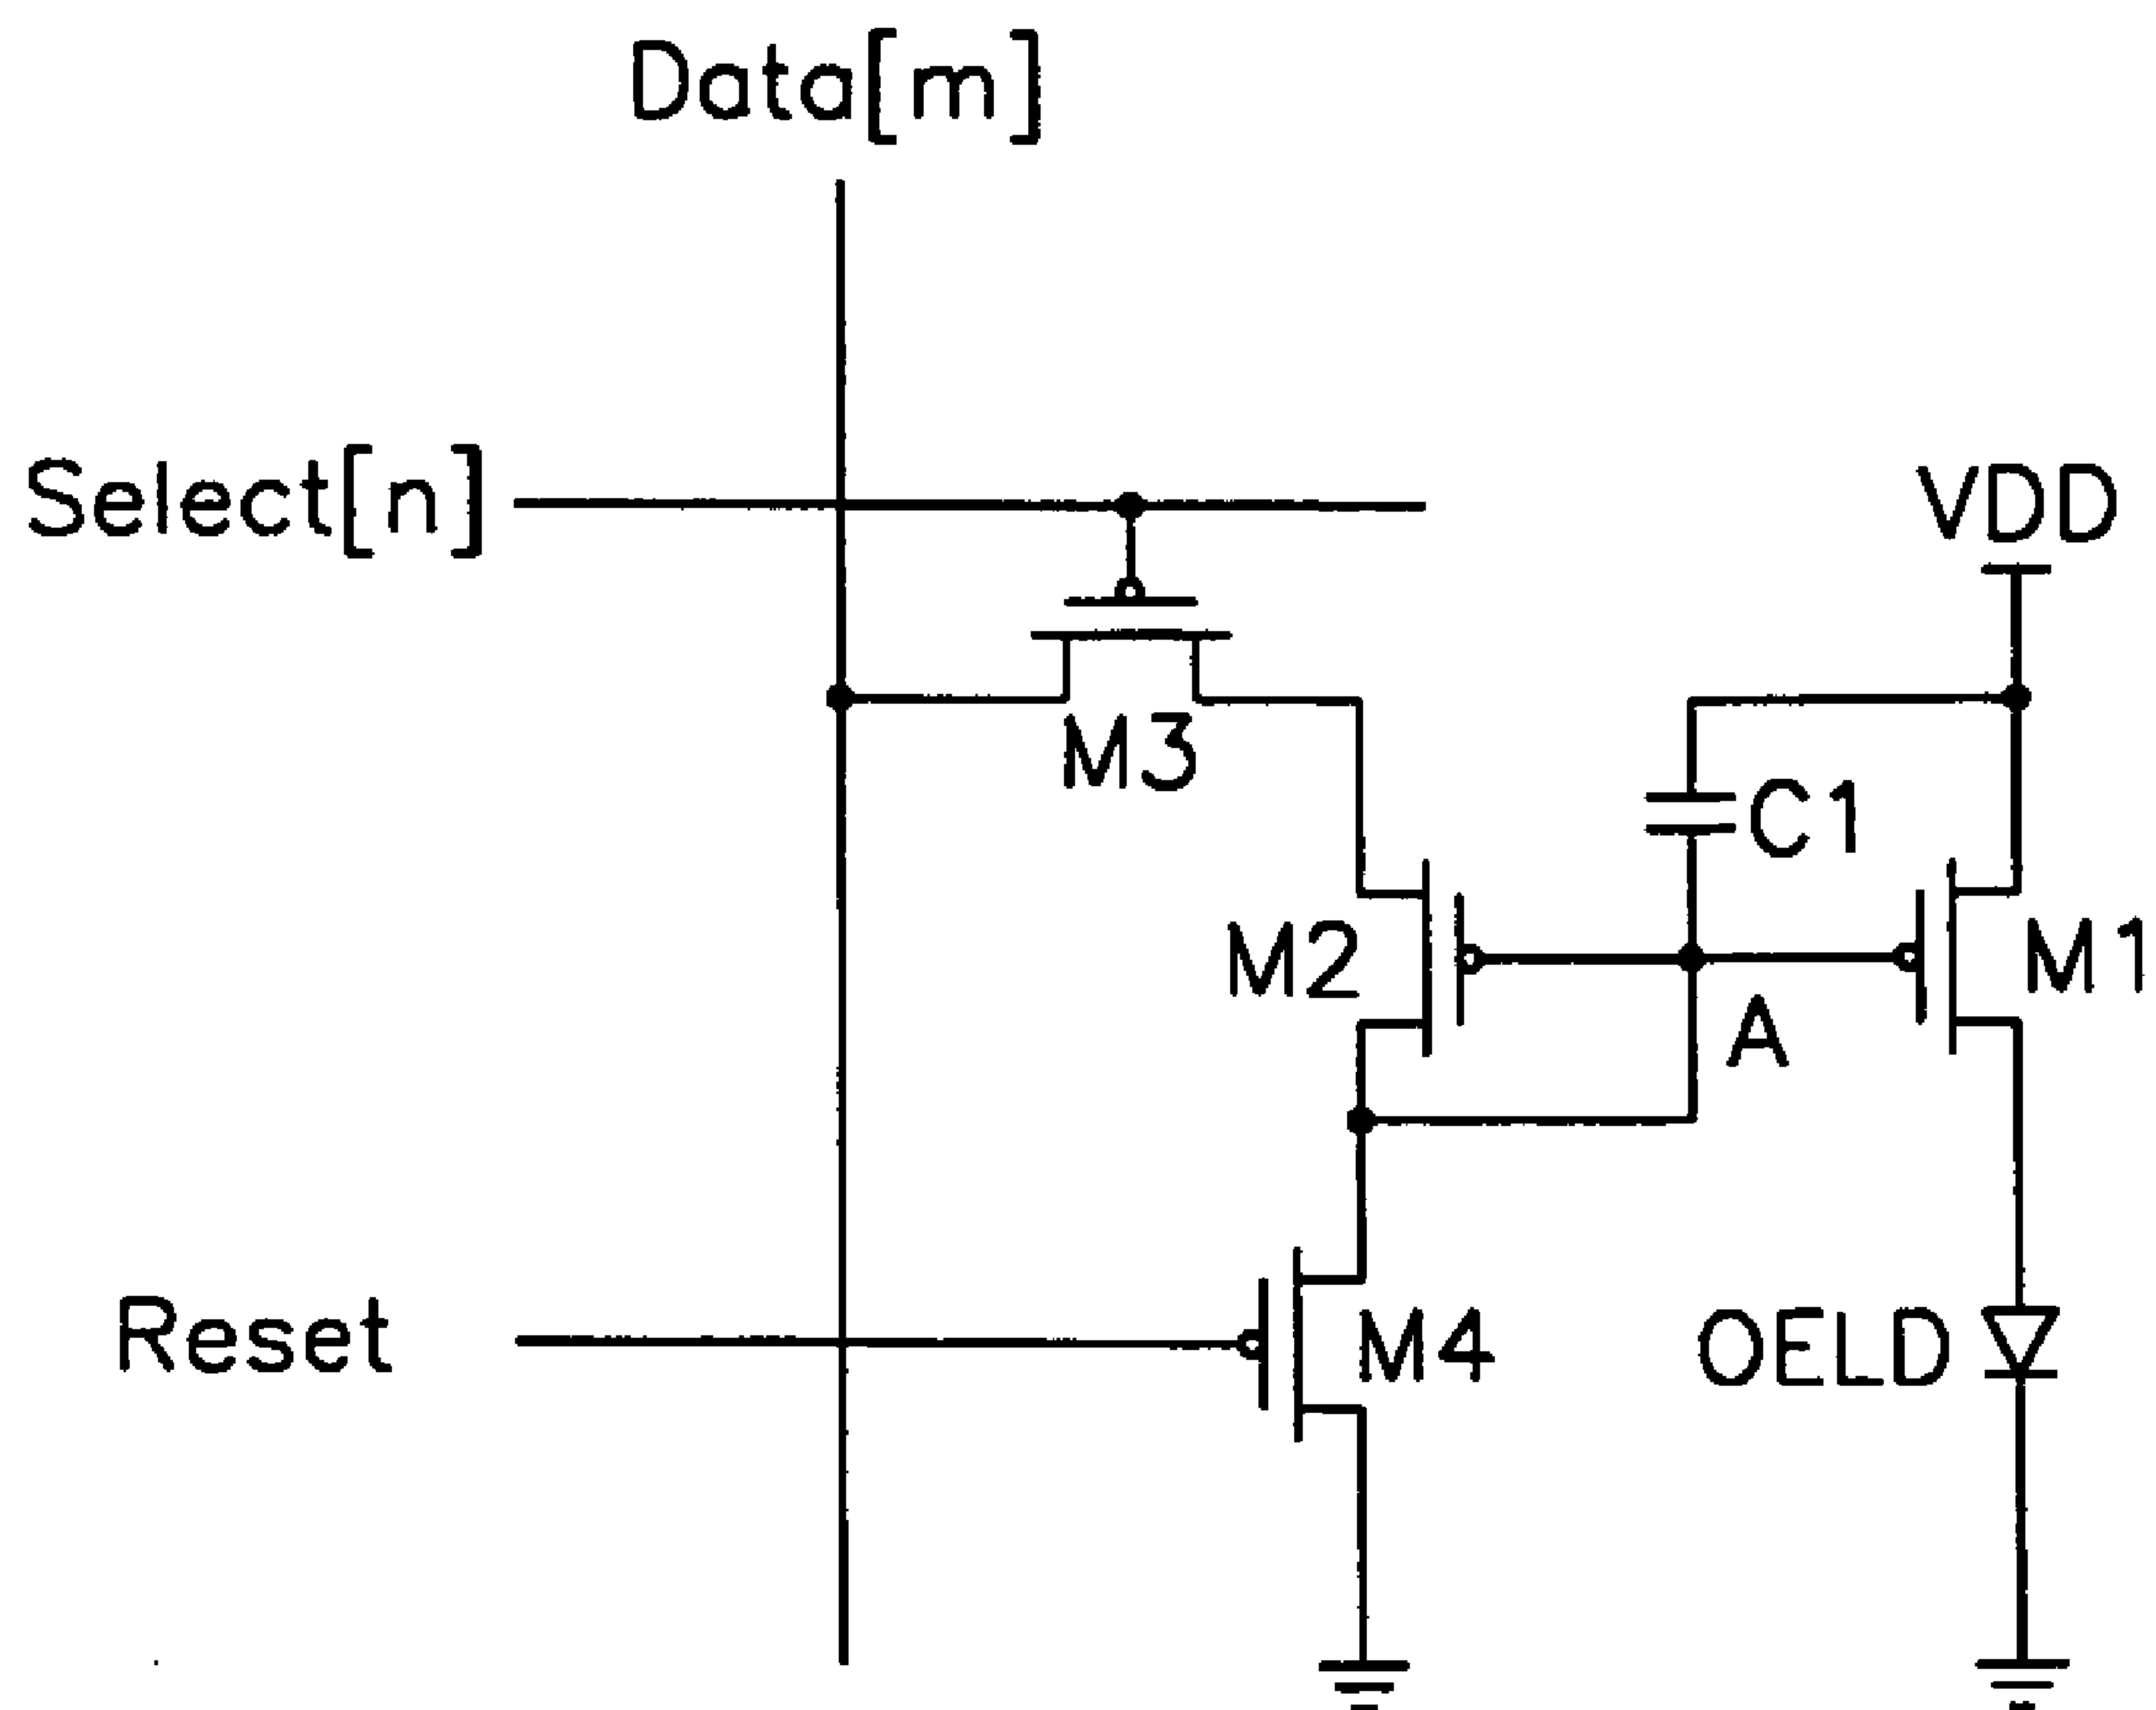 Data[m]
Select[n]
VDD
M3
C1
M2
M1
A
Reset
M4
OELD